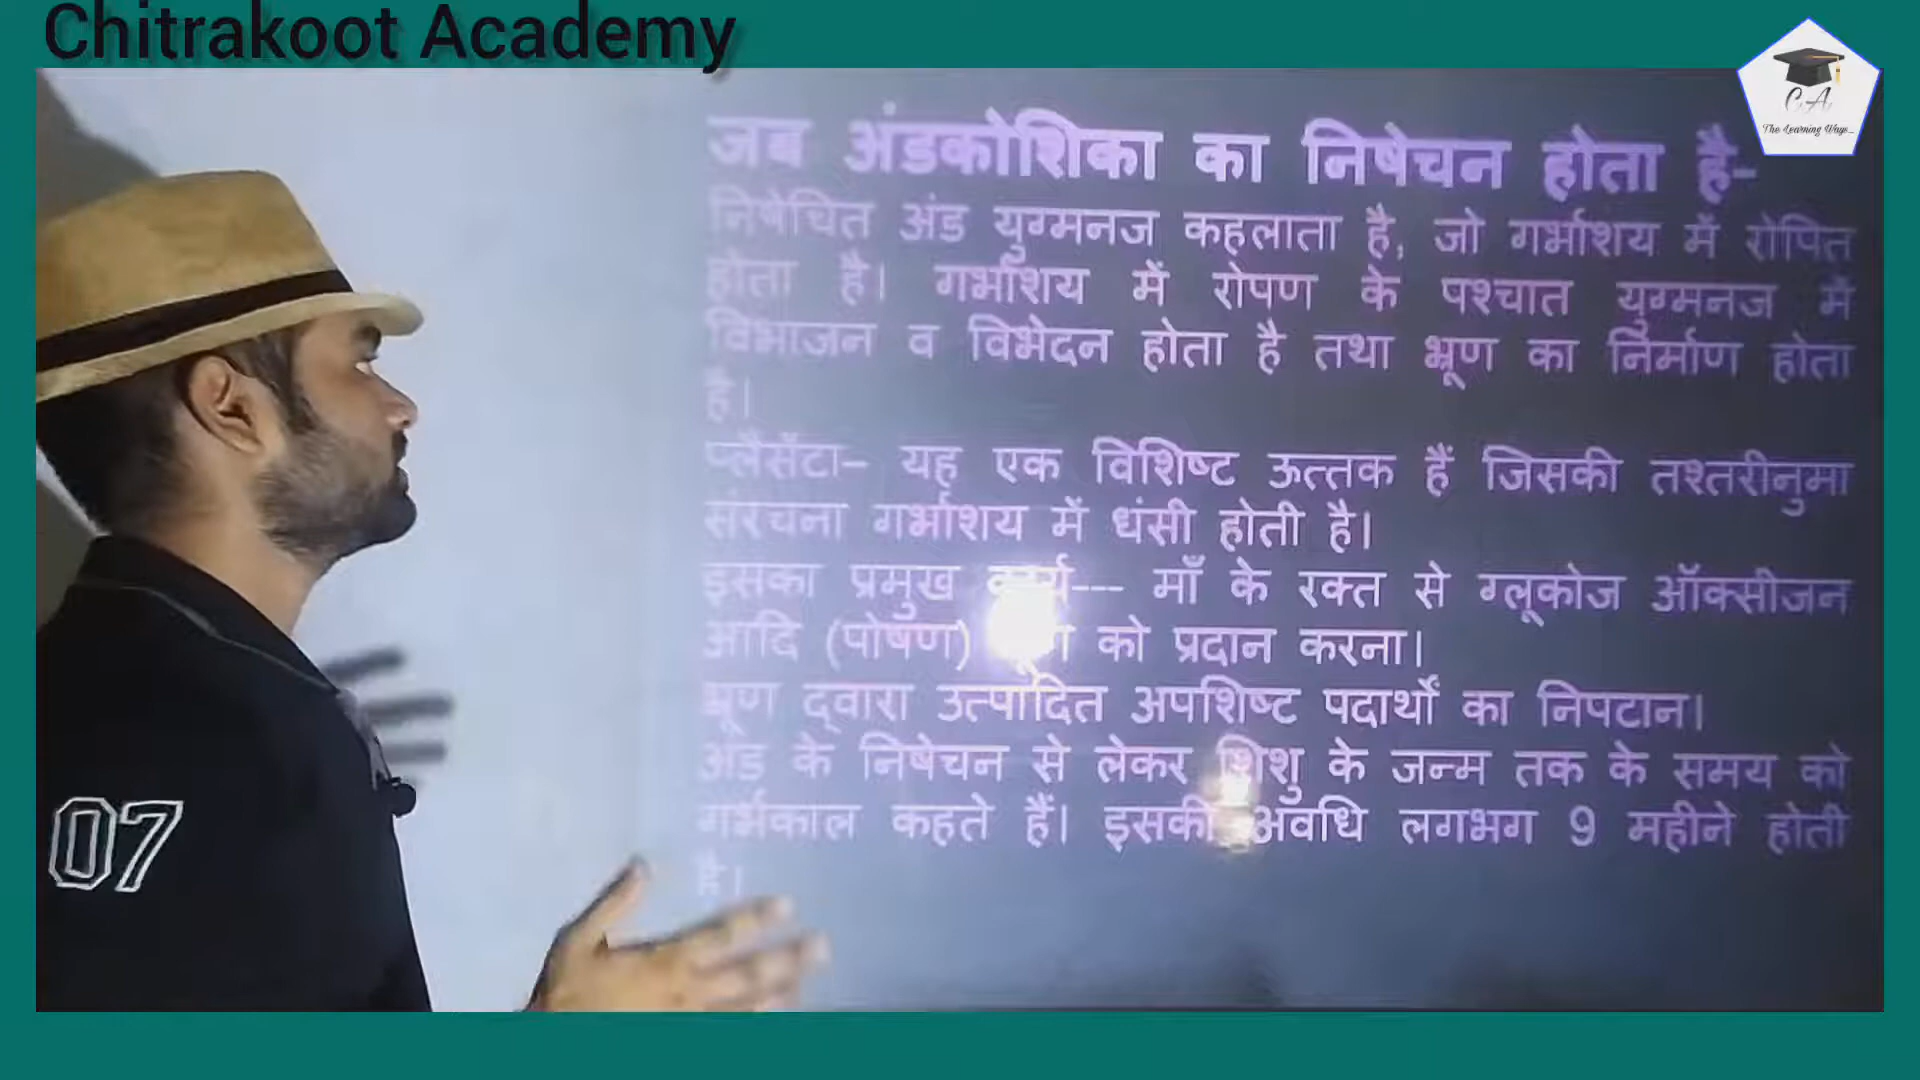 Chitrakoot Academy
C A
The Learning Ways...
जब अंडकोशिका का निषेचन होता है-
निषेचित अंड युग्मनज कहलाता है, जो गर्भाशय में रोपित
होता है। गर्भाशय में रोपण के पश्चात युग्मनज में
विभाजन व विभेदन होता है तथा भ्रूण का निर्माण होता
है।
प्लैसेंटा– यह एक विशिष्ट ऊत्तक हैं जिसकी तश्तरीनुमा
संरचना गर्भाशय में धंसी होती है।
इसका प्रमुख कार्य--- माँ के रक्त से ग्लूकोज ऑक्सीजन
आदि (पोषण) को प्रदान करना।
भ्रूण द्वारा उत्पादित अपशिष्ट पदार्थों का निपटान।
अंड के निषेचन से लेकर शिशु के जन्म तक के समय को
गर्भकाल कहते हैं। इसकी अवधि लगभग 9 महीने होती
है।
07